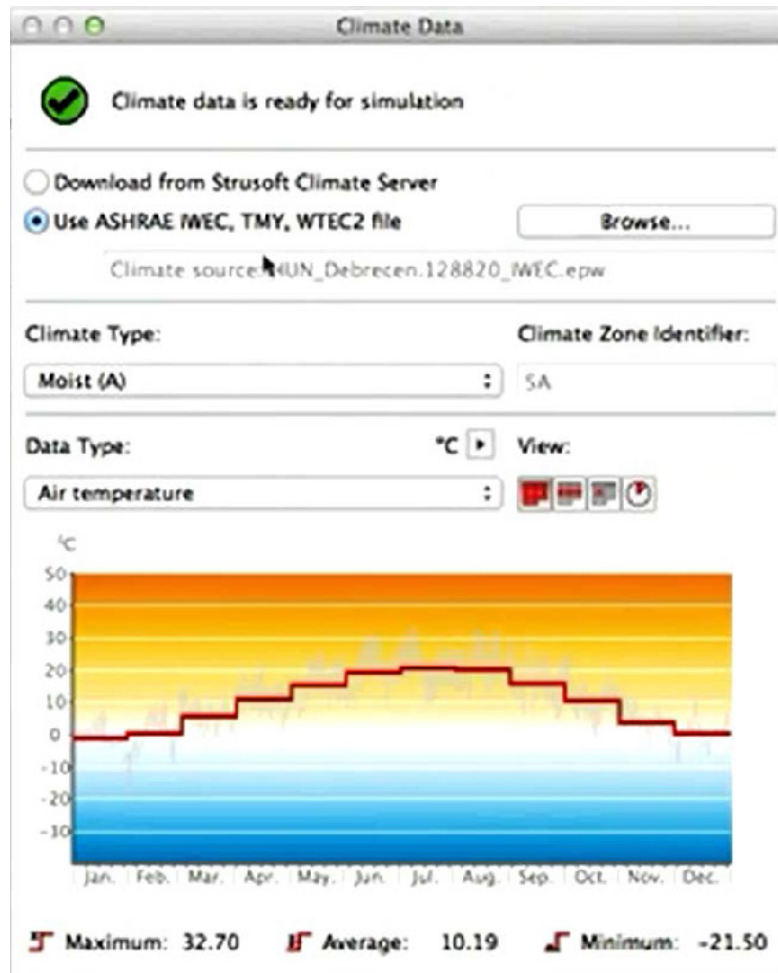 Climate Data
Climate data is ready for simulation
Download from Strusoft Climate Server
Use ASHRAE IWEC, TMY, WTEC2 file
Browse...
Climate source: HUN_Debrecen.128820_IWEC.epw
Climate Type:
Climate Zone Identifier:
Moist (A)
5A
Data Type:
°C
View:
Air temperature
°C
50
40
30
20
10
0
-10
-20
-30
Jan. Feb. Mar. Apr. May. Jun. Jul. Aug. Sep. Oct. Nov. Dec.
Maximum: 32.70 Average: 10.19 Minimum: -21.50